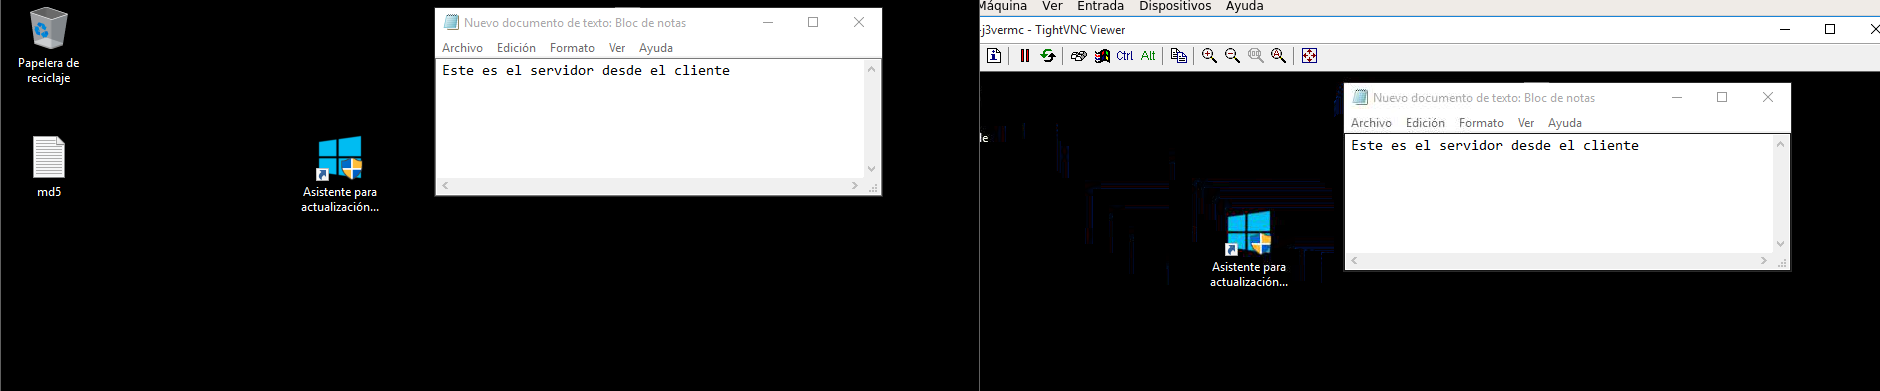 Papelera de
reciclaje
md5
Asistente para
actualización...
Nuevo documento de texto: Bloc de notas
Archivo Edición Formato Ver Ayuda
Este es el servidor desde el cliente
Máquina Ver Entrada Dispositivos Ayuda
-j3vermc - TightVNC Viewer
Ctrl Alt
de
Nuevo documento de texto: Bloc de notas
Archivo Edición Formato Ver Ayuda
Este es el servidor desde el cliente
Asistente para
actualización...